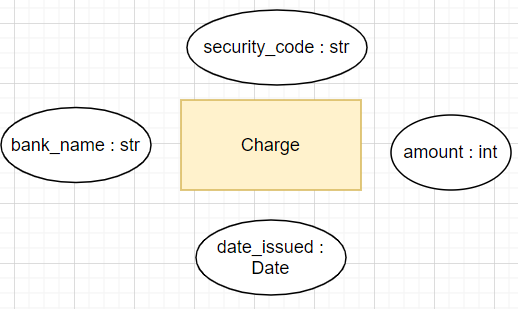 security_code : str
bank_name : str
Charge
amount : int
date_issued :
Date